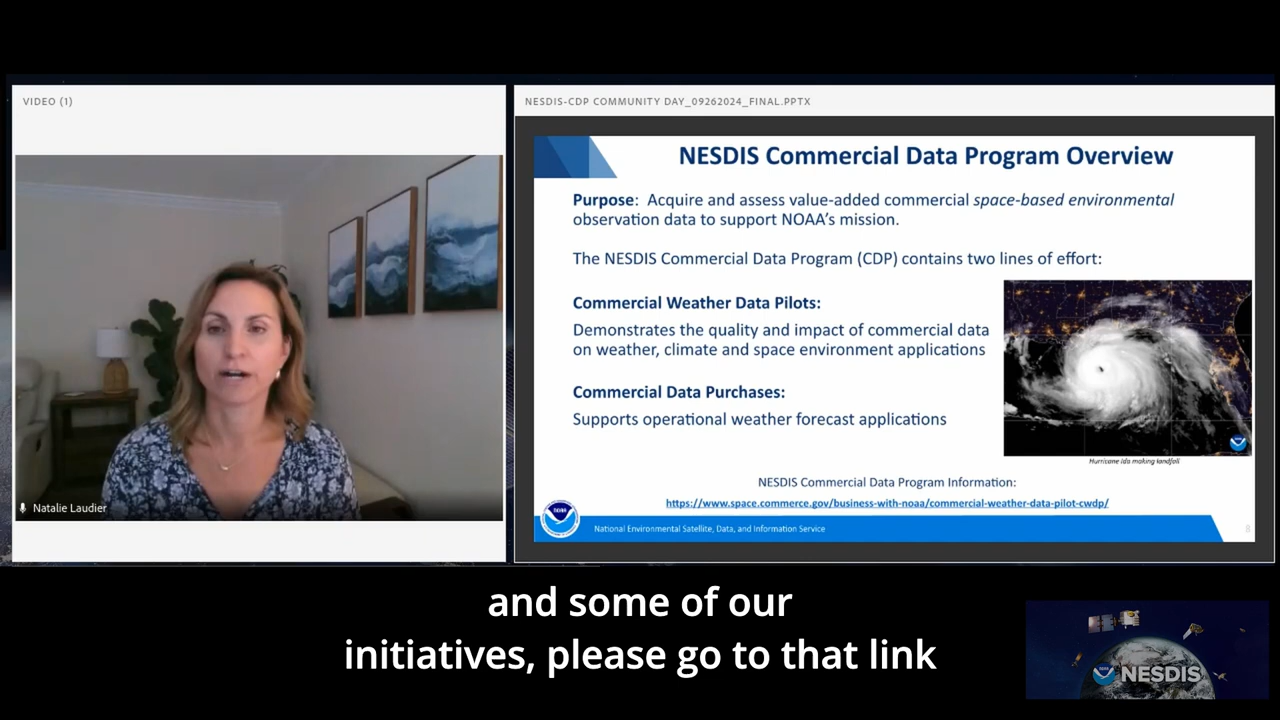 VIDEO (1)
Natalie Laudier
NESDIS-CDP COMMUNITY DAY_09262024_FINAL.PPTX
NESDIS Commercial Data Program Overview
Purpose: Acquire and assess value-added commercial space-based environmental
observation data to support NOAA's mission.
The NESDIS Commercial Data Program (CDP) contains two lines of effort:
Commercial Weather Data Pilots:
Demonstrates the quality and impact of commercial data
on weather, climate and space environment applications
Commercial Data Purchases:
Supports operational weather forecast applications
Hurricane Ida making landfall
NESDIS Commercial Data Program Information:
https://www.space.commerce.gov/business-with-noaa/commercial-weather-data-pilot-cwdp/
NOAA
National Environmental Satellite, Data, and Information Service
and some of our
initiatives, please go to that link
NESDIS